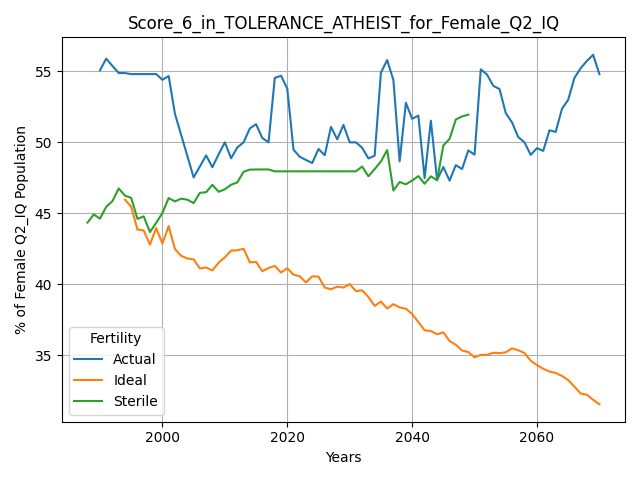 Score_6_in_TOLERANCE_ATHEIST_for_Female_Q2_IQ
% of Female Q2_IQ Population
55
50
45
40
35
Fertility
Actual
Ideal
Sterile
2000 2020 2040 2060
Years